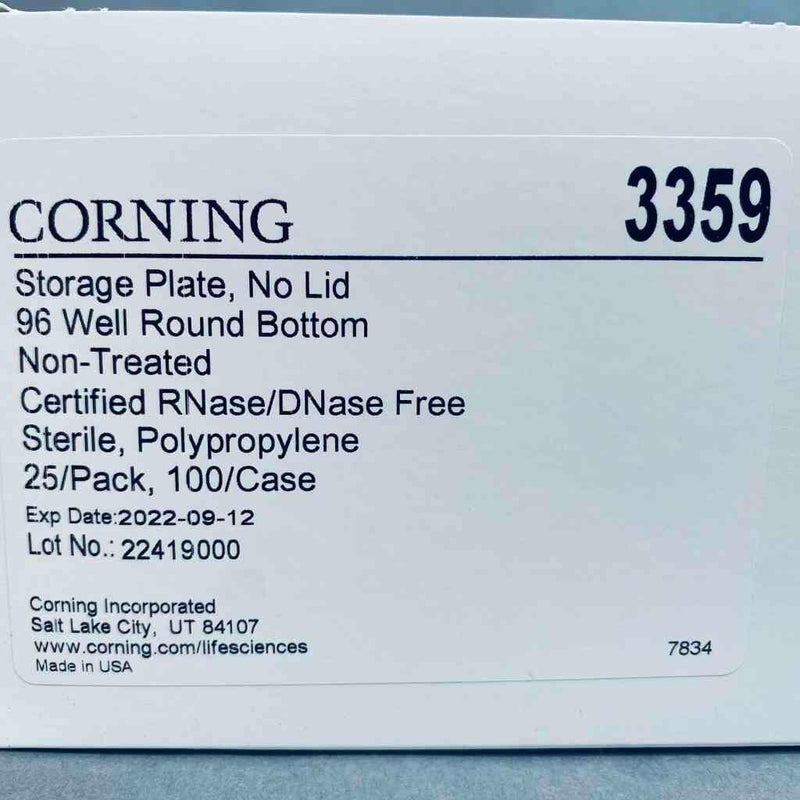 CORNING
3359
Storage Plate, No Lid
96 Well Round Bottom
Non-Treated
Certified RNase/DNase Free
Sterile, Polypropylene
25/Pack, 100/Case
Exp Date:2022-09-12
Lot No.: 22419000
Corning Incorporated
Salt Lake City, UT 84107
www.corning.com/lifesciences
Made in USA
7834